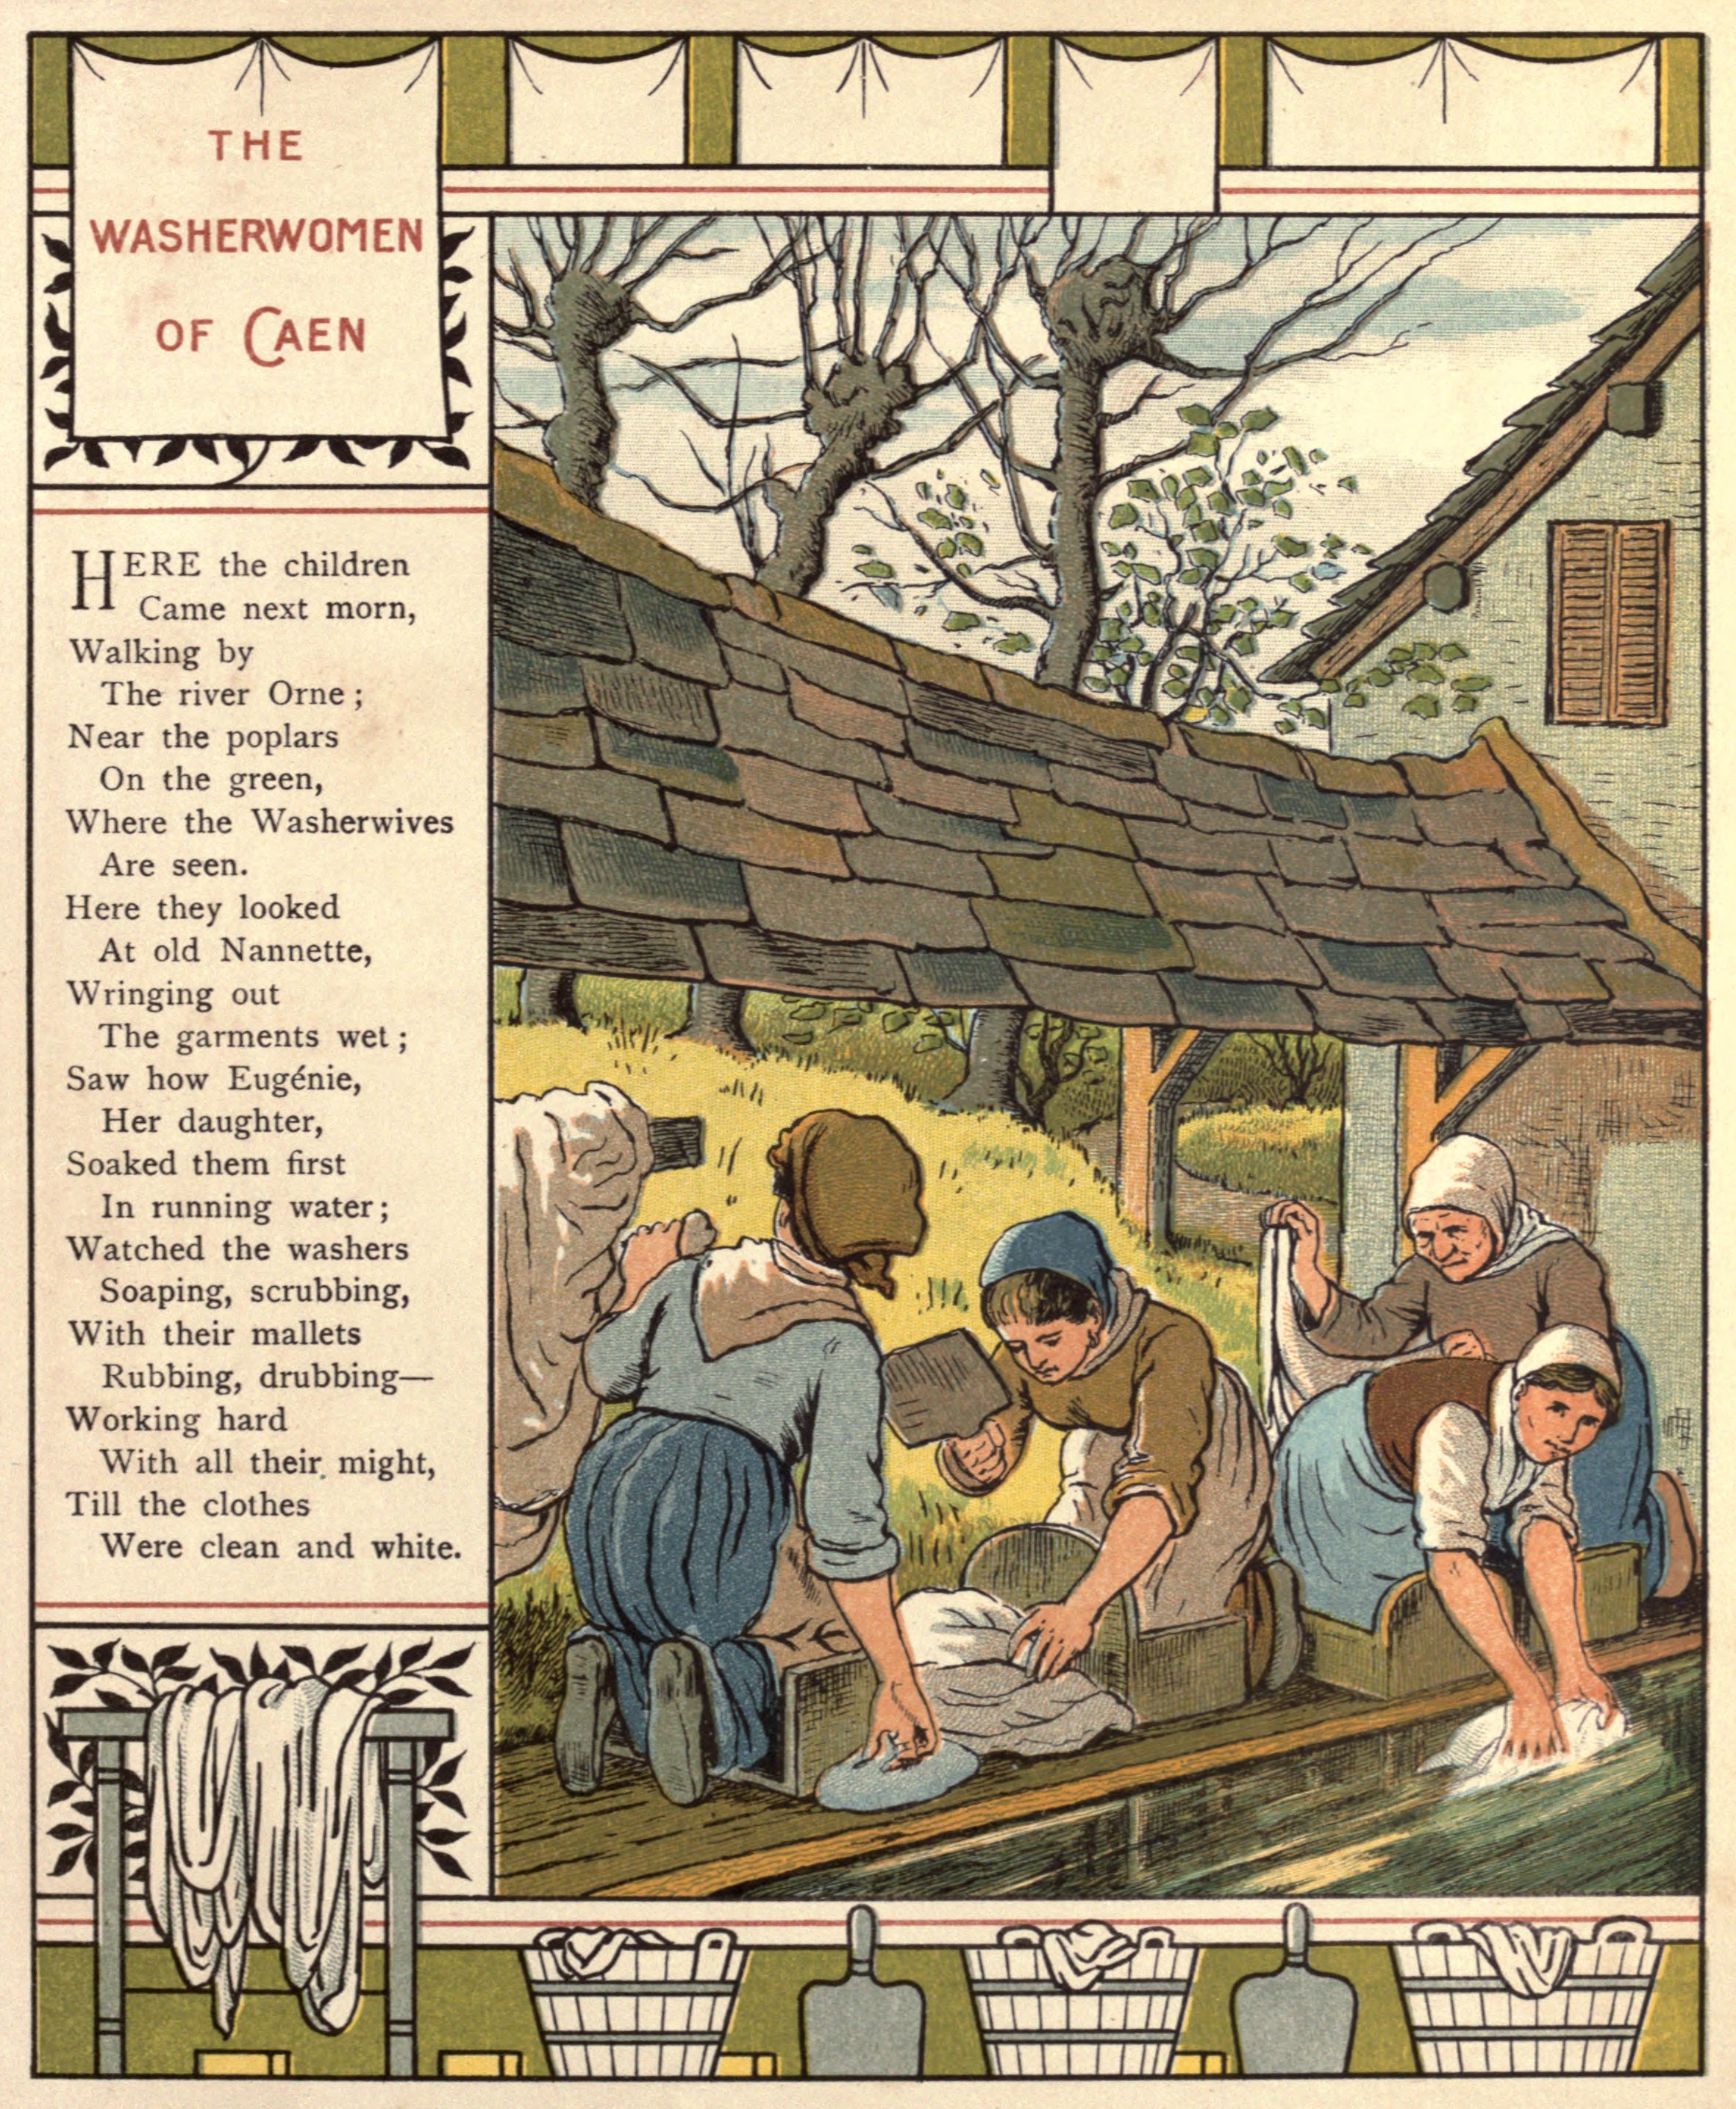 THE
WASHERWOMEN
OF CAEN
HERE the children
Came next morn,
Walking by
The river Orne;
Near the poplars
On the green,
Where the Washerwives
Are seen.
Here they looked
At old Nannette,
Wringing out
The garments wet;
Saw how Eugénie,
Her daughter,
Soaked them first
In running water;
Watched the washers
Soaping, scrubbing,
With their mallets
Rubbing, drubbing—
Working hard
With all their might,
Till the clothes
Were clean and white.